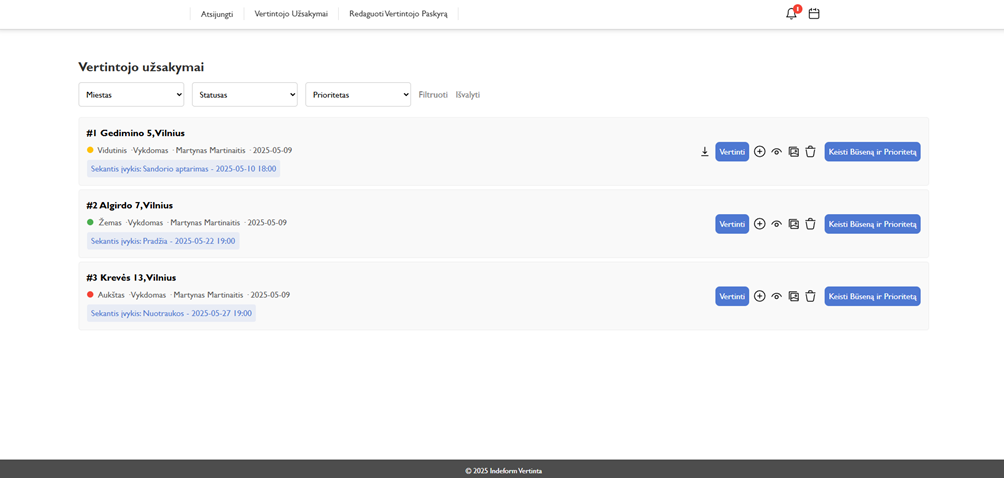 Atsijungti Vertintojo Užsakymai Redaguoti Vertintojo Paskyrą 1
Vertintojo užsakymai
Miestas Statusas Prioritetas Filtruoti Išvalyti
#1 Gedimino 5,Vilnius
Vidutinis ·Vykdomas ·Martynas Martinaitis ·2025-05-09
Vertinti Keisti Būseną ir Prioritetą
Sekantis įvykis: Sandorio aptarimas - 2025-05-10 18:00
#2 Algirdo 7,Vilnius
Žemas ·Vykdomas ·Martynas Martinaitis ·2025-05-09
Vertinti Keisti Būseną ir Prioritetą
Sekantis įvykis: Pradžia - 2025-05-22 19:00
#3 Krevės 13,Vilnius
Aukštas ·Vykdomas ·Martynas Martinaitis ·2025-05-09
Vertinti Keisti Būseną ir Prioritetą
Sekantis įvykis: Nuotraukos - 2025-05-27 19:00
© 2025 Indeform Vertinta